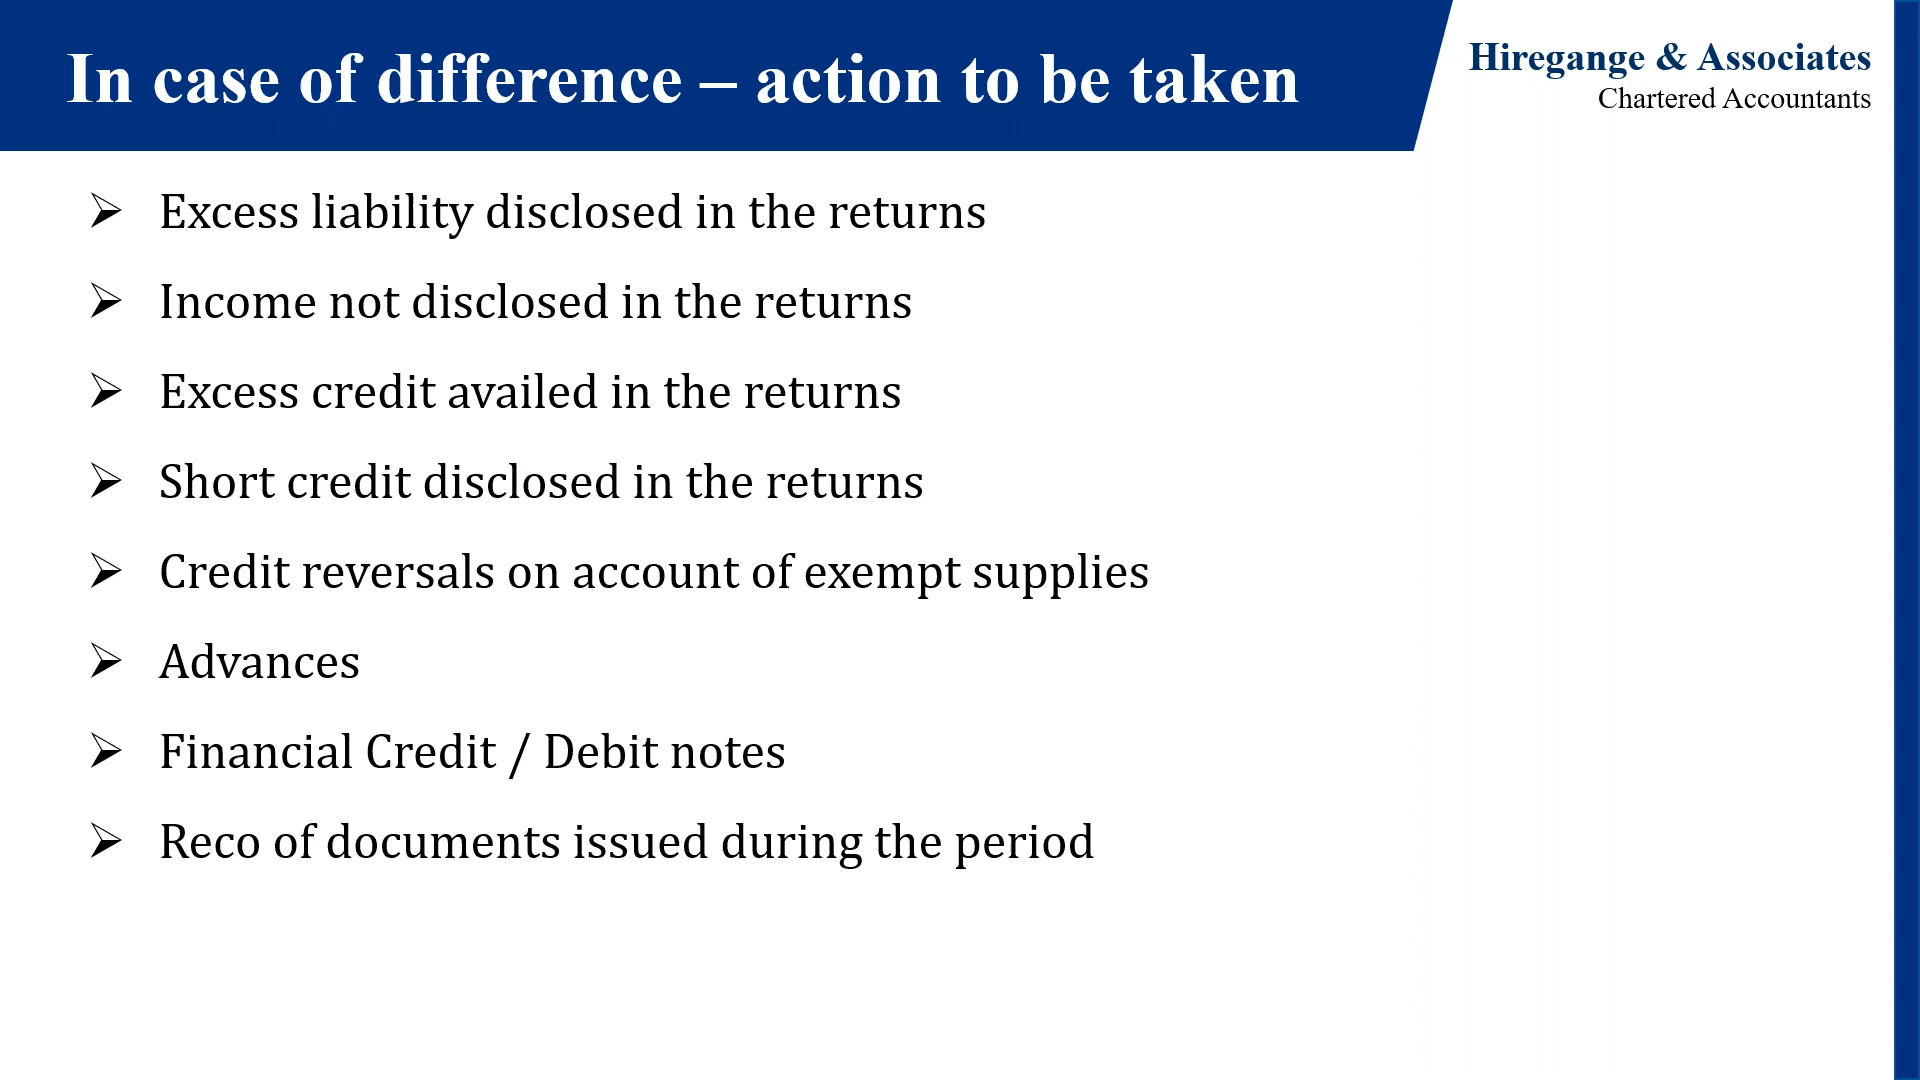 In case of difference – action to be taken
Hiregange & Associates
Chartered Accountants
Excess liability disclosed in the returns
Income not disclosed in the returns
Excess credit availed in the returns
Short credit disclosed in the returns
Credit reversals on account of exempt supplies
Advances
Financial Credit / Debit notes
Reco of documents issued during the period